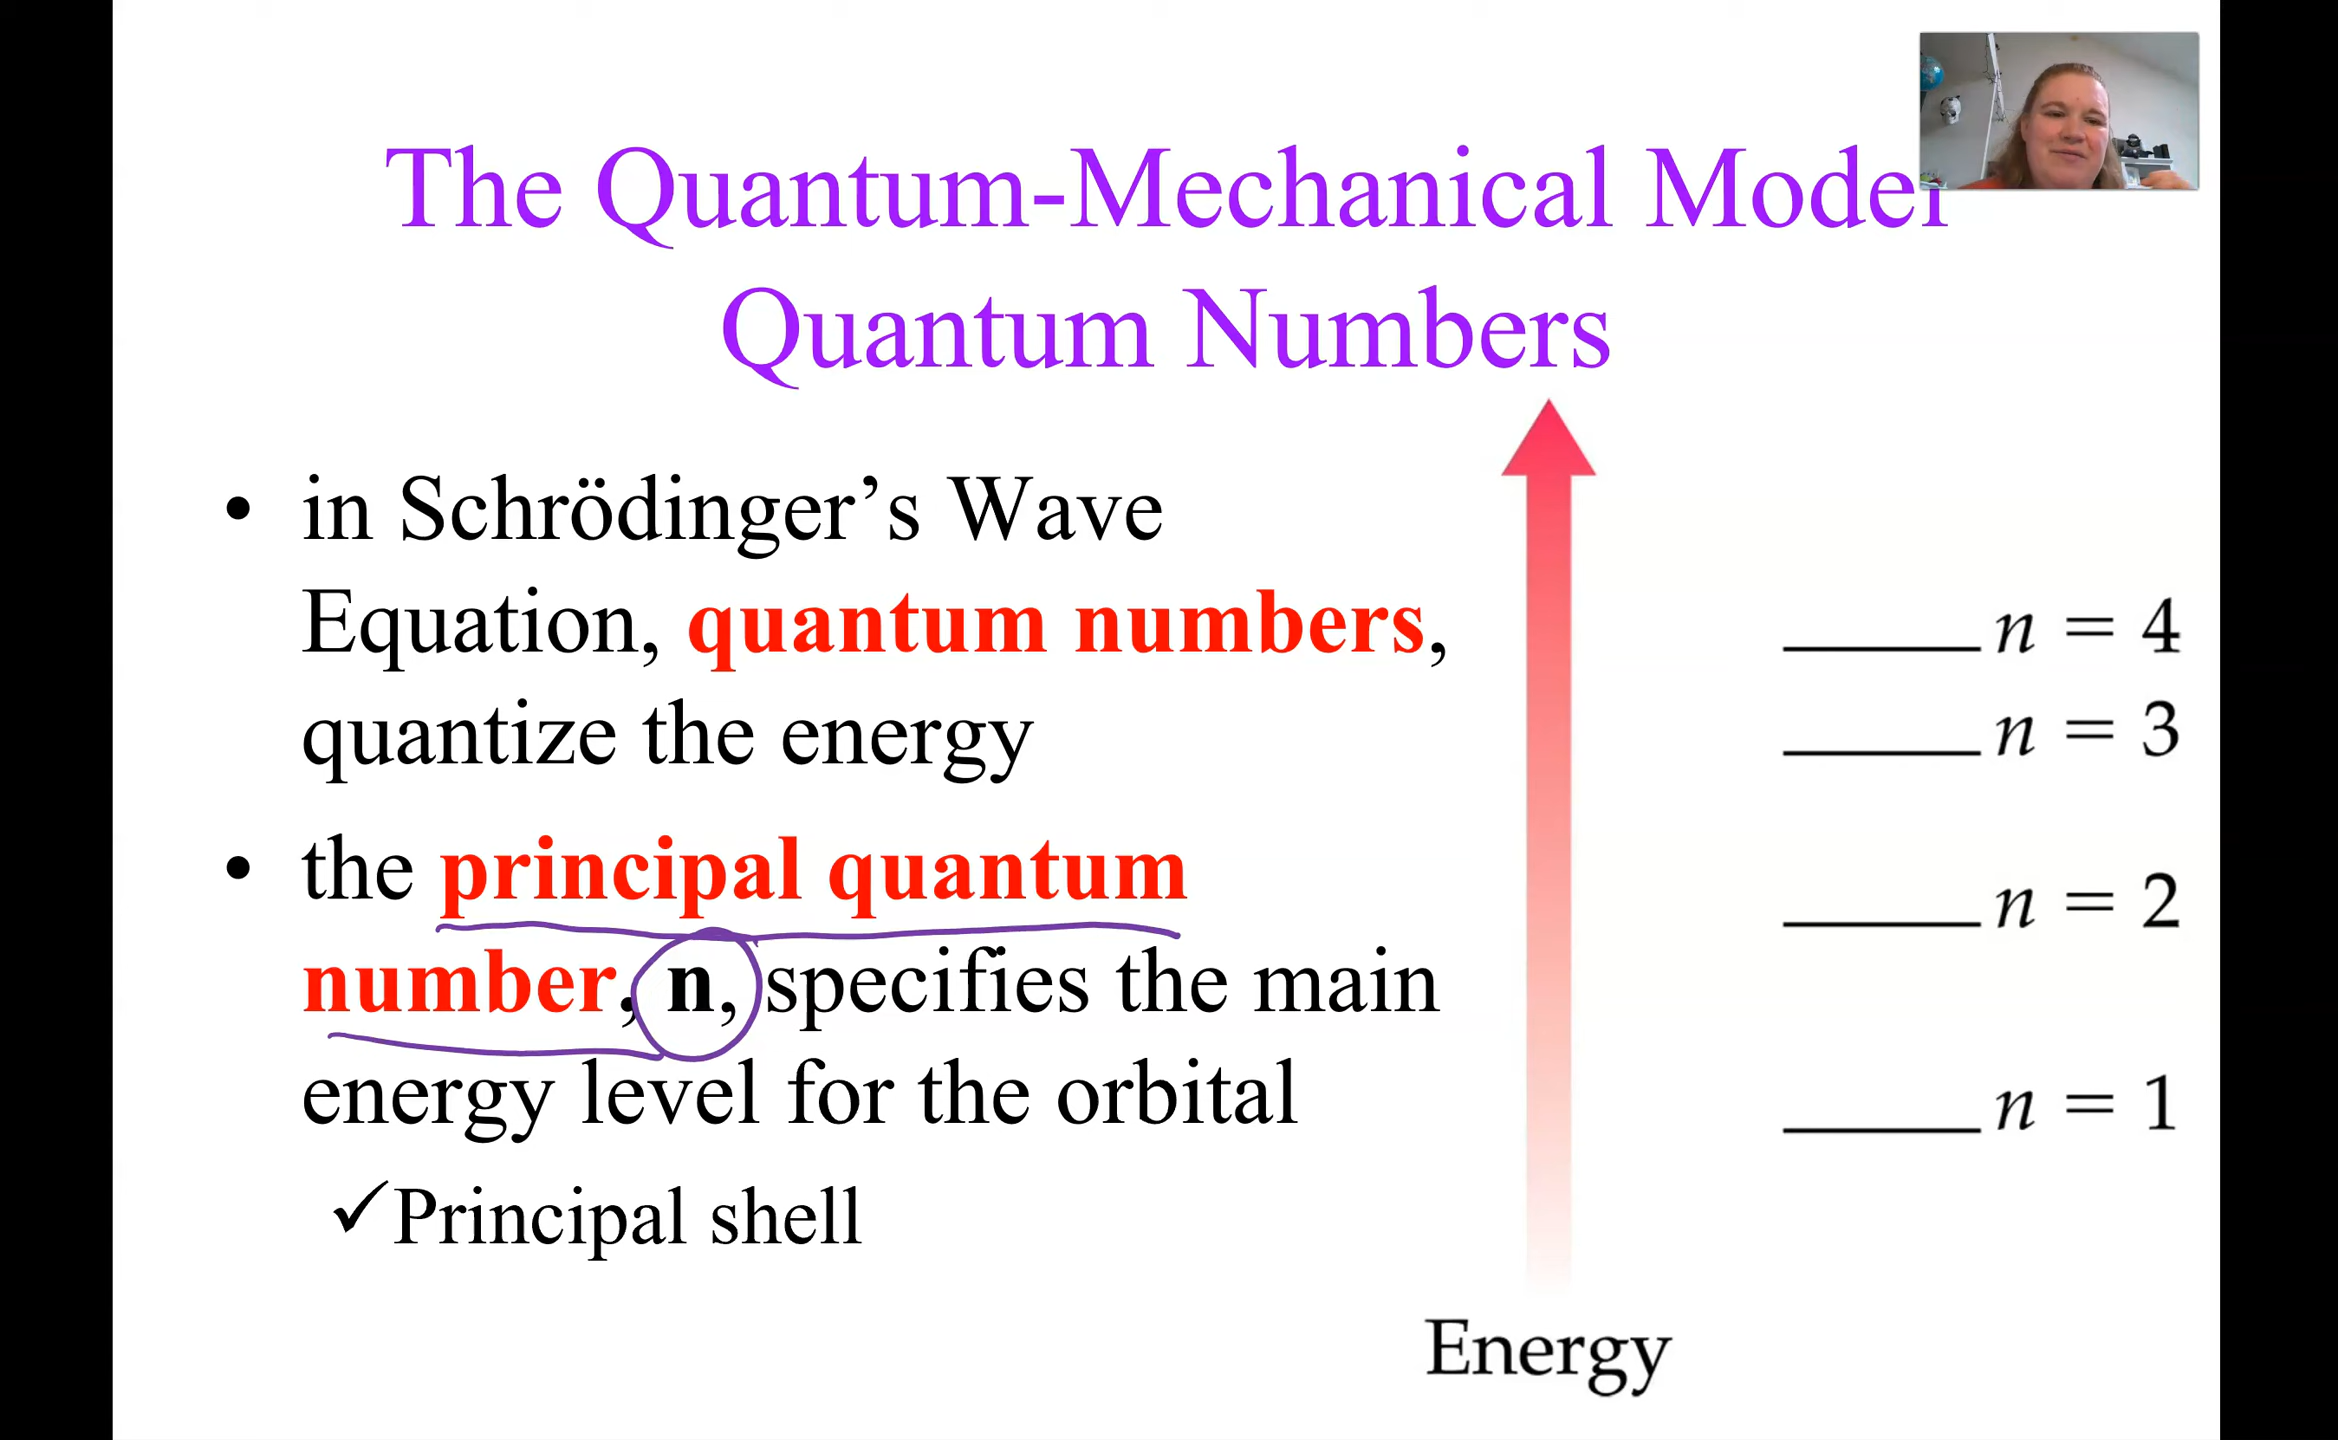 The Quantum-Mechanical Model
Quantum Numbers
• in Schrödinger’s Wave
Equation, quantum numbers,
quantize the energy
• the principal quantum
number, n, specifies the main
energy level for the orbital
✓Principal shell
n = 4
n = 3
n = 2
n = 1
Energy